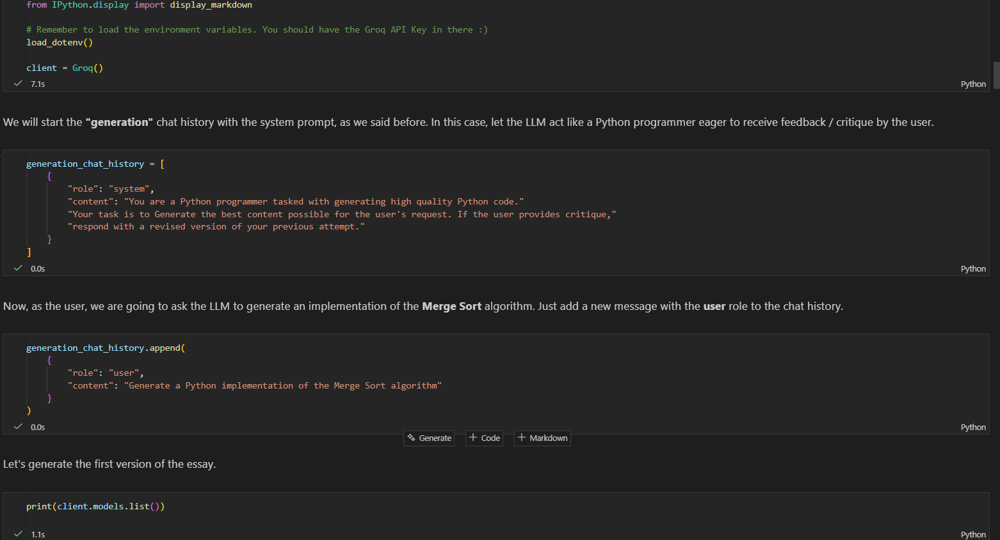 from IPython.display import display_markdown
# Remember to load the environment variables. You should have the Groq API Key in there :)
load_dotenv()
client = Groq()
7.1s
Python
We will start the "generation" chat history with the system prompt, as we said before. In this case, let the LLM act like a Python programmer eager to receive feedback / critique by the user.
generation_chat_history = [
{
"role": "system",
"content": "You are a Python programmer tasked with generating high quality Python code."
"Your task is to Generate the best content possible for the user's request. If the user provides critique,"
"respond with a revised version of your previous attempt."
}
]
0.0s
Python
Now, as the user, we are going to ask the LLM to generate an implementation of the Merge Sort algorithm. Just add a new message with the user role to the chat history.
generation_chat_history.append(
{
"role": "user",
"content": "Generate a Python implementation of the Merge Sort algorithm"
}
)
0.0s
Python
Generate + Code + Markdown
Let's generate the first version of the essay.
print(client.models.list())
1.1s
Python